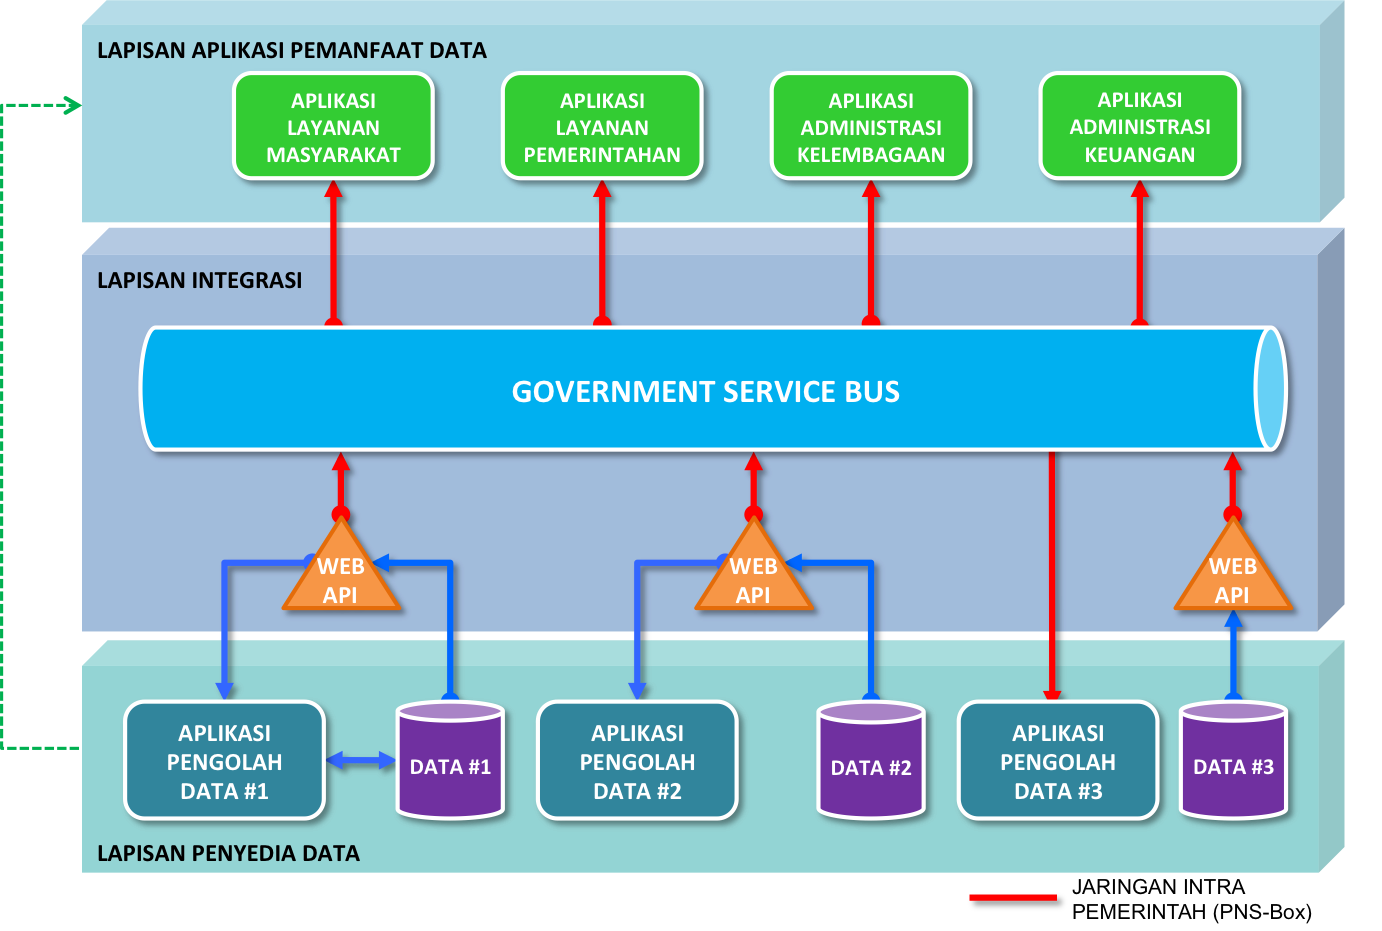 LAPISAN APLIKASI PEMANFAAT DATA
APLIKASI
LAYANAN
MASYARAKAT
APLIKASI
LAYANAN
PEMERINTAHAN
APLIKASI
ADMINISTRASI
KELEMBAGAAN
APLIKASI
ADMINISTRASI
KEUANGAN
LAPISAN INTEGRASI
GOVERNMENT SERVICE BUS
WEB
API
WEB
API
WEB
API
APLIKASI
PENGOLAH
DATA #1
DATA #1
APLIKASI
PENGOLAH
DATA #2
DATA #2
APLIKASI
PENGOLAH
DATA #3
DATA #3
LAPISAN PENYEDIA DATA
JARINGAN INTRA
PEMERINTAH (PNS-Box)